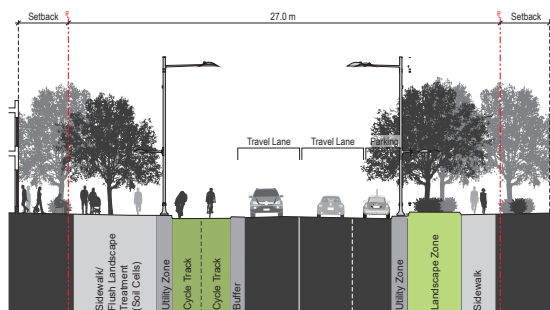 Setback
27.0 m
Setback
Travel Lane
Travel Lane
Parking
Sidewalk/
Flush Landscape
Treatment
(Soil Cells)
Utility Zone
Cycle Track
Cycle Track
Buffer
Utility Zone
Landscape Zone
Sidewalk